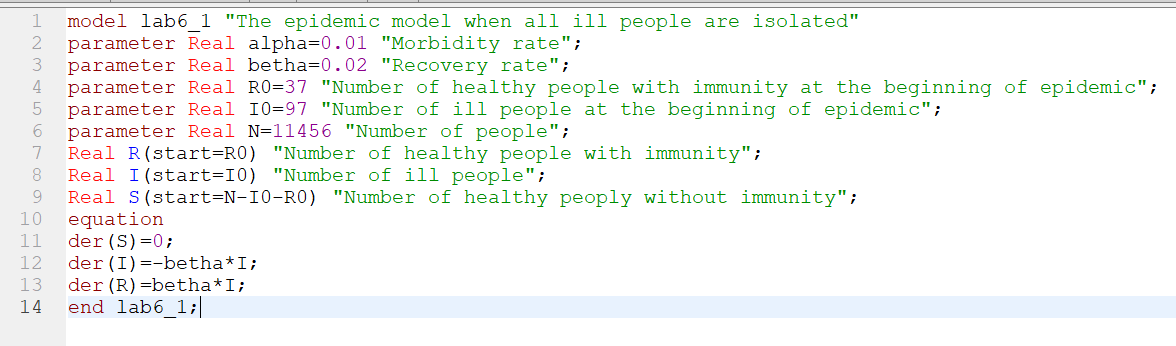 1 model lab6_1 "The epidemic model when all ill people are isolated"
2 parameter Real alpha=0.01 "Morbidity rate";
3 parameter Real betha=0.02 "Recovery rate";
4 parameter Real R0=37 "Number of healthy people with immunity at the beginning of epidemic";
5 parameter Real I0=97 "Number of ill people at the beginning of epidemic";
6 parameter Real N=11456 "Number of people";
7 Real R(start=R0) "Number of healthy people with immunity";
8 Real I(start=I0) "Number of ill people";
9 Real S(start=N-I0-R0) "Number of healthy peoply without immunity";
10 equation
11 der(S)=0;
12 der(I)=-betha*I;
13 der(R)=betha*I;
14 end lab6_1;